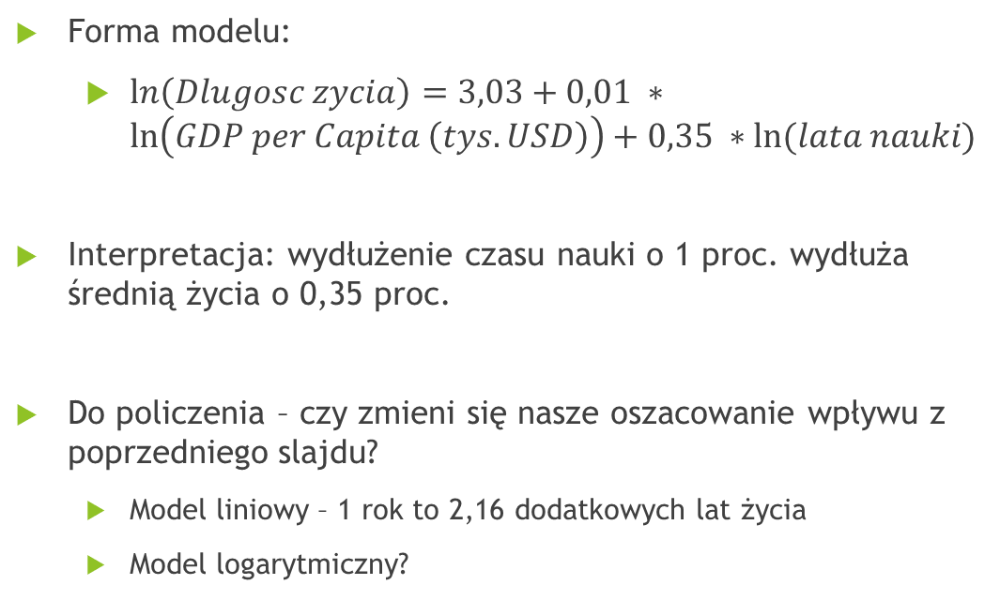 Forma modelu:
ln(Dlugosc zycia) = 3,03 + 0,01 *
ln(GDP per Capita (tys. USD)) + 0,35 * ln(lata nauki)
Interpretacja: wydłużenie czasu nauki o 1 proc. wydłuża
średnią życia o 0,35 proc.
Do policzenia – czy zmieni się nasze oszacowanie wpływu z
poprzedniego slajdu?
Model liniowy – 1 rok to 2,16 dodatkowych lat życia
Model logarytmiczny?